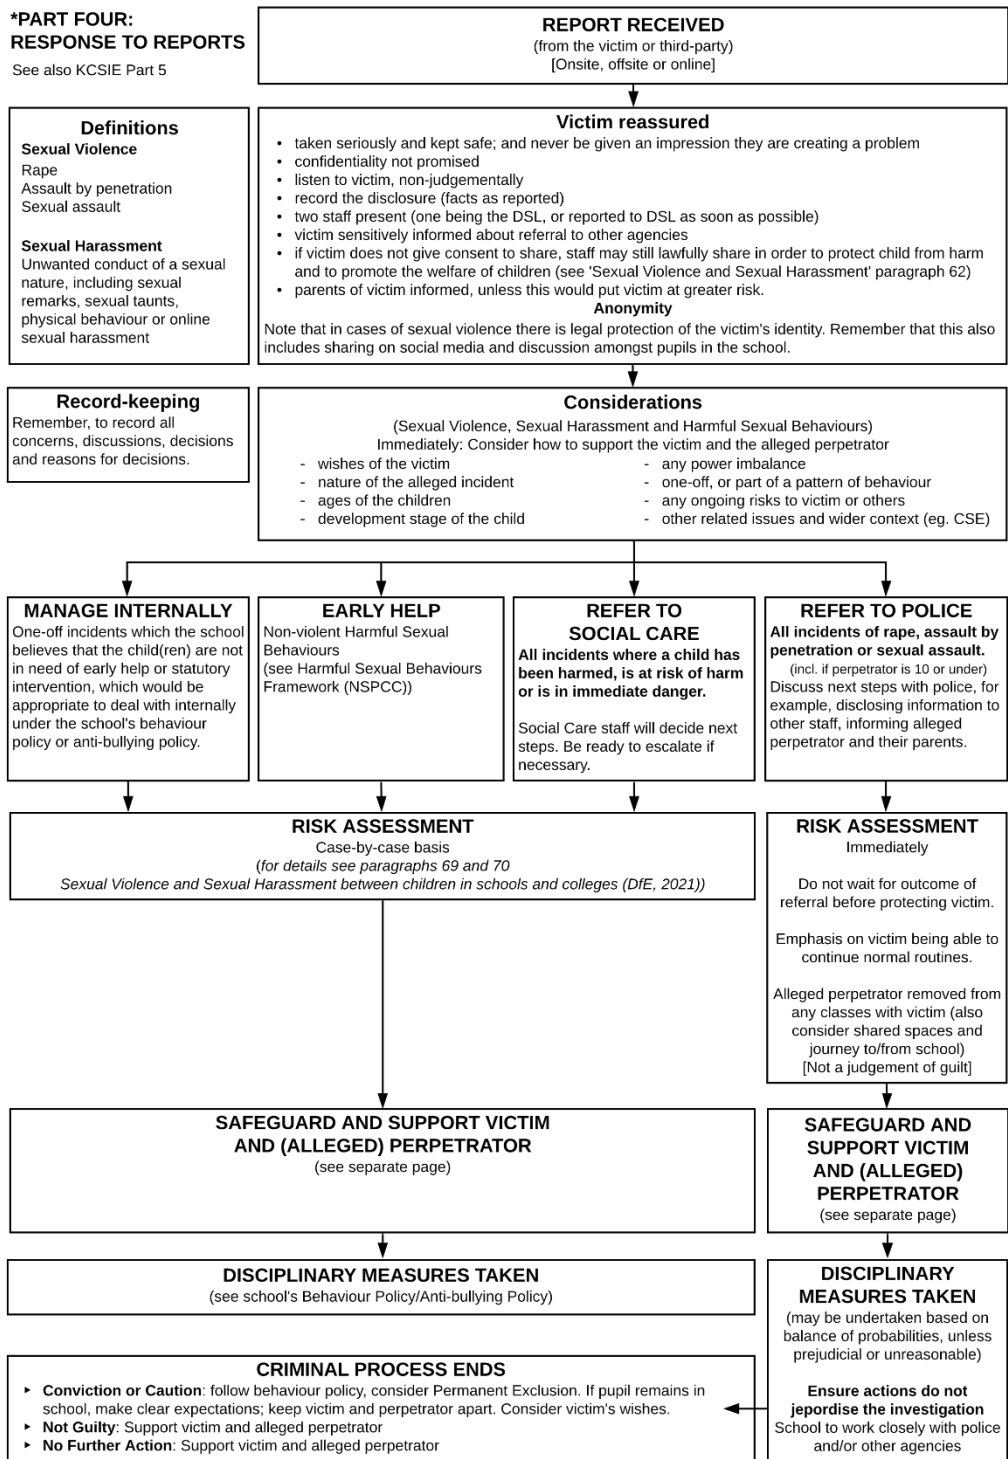 *PART FOUR:
RESPONSE TO REPORTS
See also KCSIE Part 5
REPORT RECEIVED
(from the victim or third-party)
[Onsite, offsite or online]
Definitions
Sexual Violence
Rape
Assault by penetration
Sexual assault
Sexual Harassment
Unwanted conduct of a sexual
nature, including sexual
remarks, sexual taunts,
physical behaviour or online
sexual harassment
Victim reassured
• taken seriously and kept safe; and never be given an impression they are creating a problem
• confidentiality not promised
• listen to victim, non-judgementally
• record the disclosure (facts as reported)
• two staff present (one being the DSL, or reported to DSL as soon as possible)
• victim sensitively informed about referral to other agencies
• if victim does not give consent to share, staff may still lawfully share in order to protect child from harm
and to promote the welfare of children (see 'Sexual Violence and Sexual Harassment' paragraph 62)
• parents of victim informed, unless this would put victim at greater risk.
Anonymity
Note that in cases of sexual violence there is legal protection of the victim's identity. Remember that this also
includes sharing on social media and discussion amongst pupils in the school.
Record-keeping
Remember, to record all
concerns, discussions, decisions
and reasons for decisions.
Considerations
(Sexual Violence, Sexual Harassment and Harmful Sexual Behaviours)
Immediately: Consider how to support the victim and the alleged perpetrator
- wishes of the victim
- nature of the alleged incident
- ages of the children
- development stage of the child
- any power imbalance
- one-off, or part of a pattern of behaviour
- any ongoing risks to victim or others
- other related issues and wider context (eg. CSE)
MANAGE INTERNALLY
One-off incidents which the school
believes that the child(ren) are not
in need of early help or statutory
intervention, which would be
appropriate to deal with internally
under the school's behaviour
policy or anti-bullying policy.
EARLY HELP
Non-violent Harmful Sexual
Behaviours
(see Harmful Sexual Behaviours
Framework (NSPCC))
REFER TO
SOCIAL CARE
All incidents where a child has
been harmed, is at risk of harm
or is in immediate danger.
Social Care staff will decide next
steps. Be ready to escalate if
necessary.
REFER TO POLICE
All incidents of rape, assault by
penetration or sexual assault.
(incl. if perpetrator is 10 or under)
Discuss next steps with police, for
example, disclosing information to
other staff, informing alleged
perpetrator and their parents.
RISK ASSESSMENT
Case-by-case basis
(for details see paragraphs 69 and 70
Sexual Violence and Sexual Harassment between children in schools and colleges (DfE, 2021))
RISK ASSESSMENT
Immediately
Do not wait for outcome of
referral before protecting victim.
Emphasis on victim being able to
continue normal routines.
Alleged perpetrator removed from
any classes with victim (also
consider shared spaces and
journey to/from school)
[Not a judgement of guilt]
SAFEGUARD AND SUPPORT VICTIM
AND (ALLEGED) PERPETRATOR
(see separate page)
SAFEGUARD AND
SUPPORT VICTIM
AND (ALLEGED)
PERPETRATOR
(see separate page)
DISCIPLINARY MEASURES TAKEN
(see school's Behaviour Policy/Anti-bullying Policy)
DISCIPLINARY
MEASURES TAKEN
(may be undertaken based on
balance of probabilities, unless
prejudicial or unreasonable)
Ensure actions do not
jepordise the investigation
School to work closely with police
and/or other agencies
CRIMINAL PROCESS ENDS
‣ Conviction or Caution: follow behaviour policy, consider Permanent Exclusion. If pupil remains in
school, make clear expectations; keep victim and perpetrator apart. Consider victim's wishes.
‣ Not Guilty: Support victim and alleged perpetrator
‣ No Further Action: Support victim and alleged perpetrator